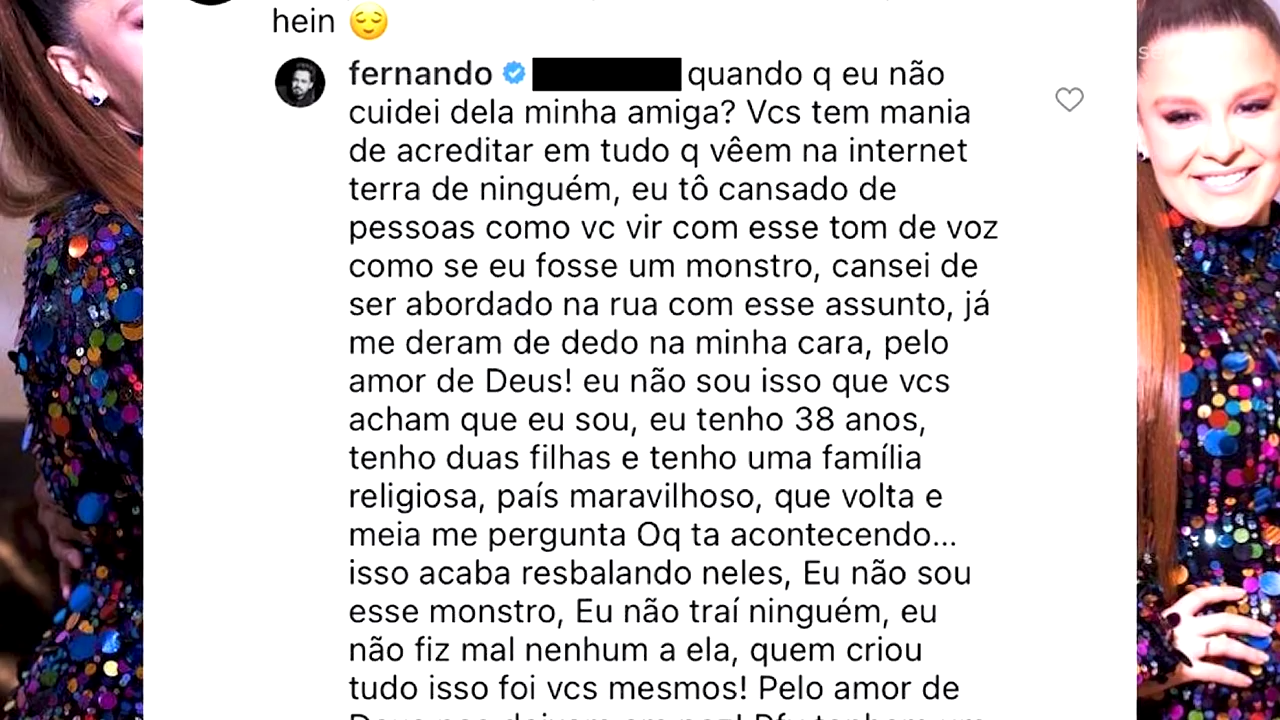 hein 😌
fernando quando q eu não
cuidei dela minha amiga? Vcs tem mania
de acreditar em tudo q vêem na internet
terra de ninguém, eu tô cansado de
pessoas como vc vir com esse tom de voz
como se eu fosse um monstro, cansei de
ser abordado na rua com esse assunto, já
me deram de dedo na minha cara, pelo
amor de Deus! eu não sou isso que vcs
acham que eu sou, eu tenho 38 anos,
tenho duas filhas e tenho uma família
religiosa, país maravilhoso, que volta e
meia me pergunta Oq ta acontecendo...
isso acaba resbalando neles, Eu não sou
esse monstro, Eu não traí ninguém, eu
não fiz mal nenhum a ela, quem criou
tudo isso foi vcs mesmos! Pelo amor de